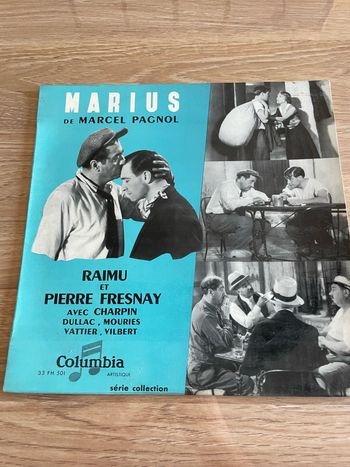 MARIUS
DE MARCEL PAGNOL
RAIMU
ET
PIERRE FRESNAY
AVEC CHARPIN
DULLAC, MOURIES
VATTIER, VILBERT
Columbia
33 FH 501
ARTISTIQUE
série collection